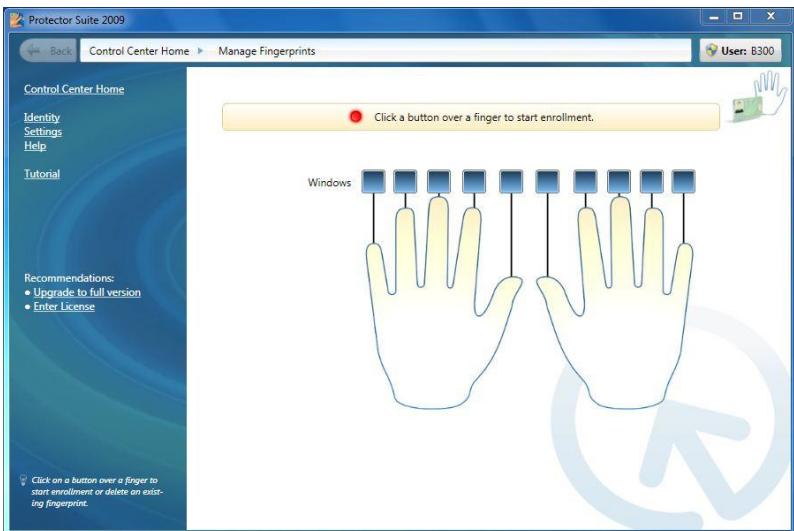 Protector Suite 2009
Back
Control Center Home
Manage Fingerprints
User: B300
Control Center Home
Identity
Settings
Help
Tutorial
Recommendations:
• Upgrade to full version
• Enter License
Click on a button over a finger to
start enrollment or delete an exist-
ing fingerprint.
Click a button over a finger to start enrollment.
Windows